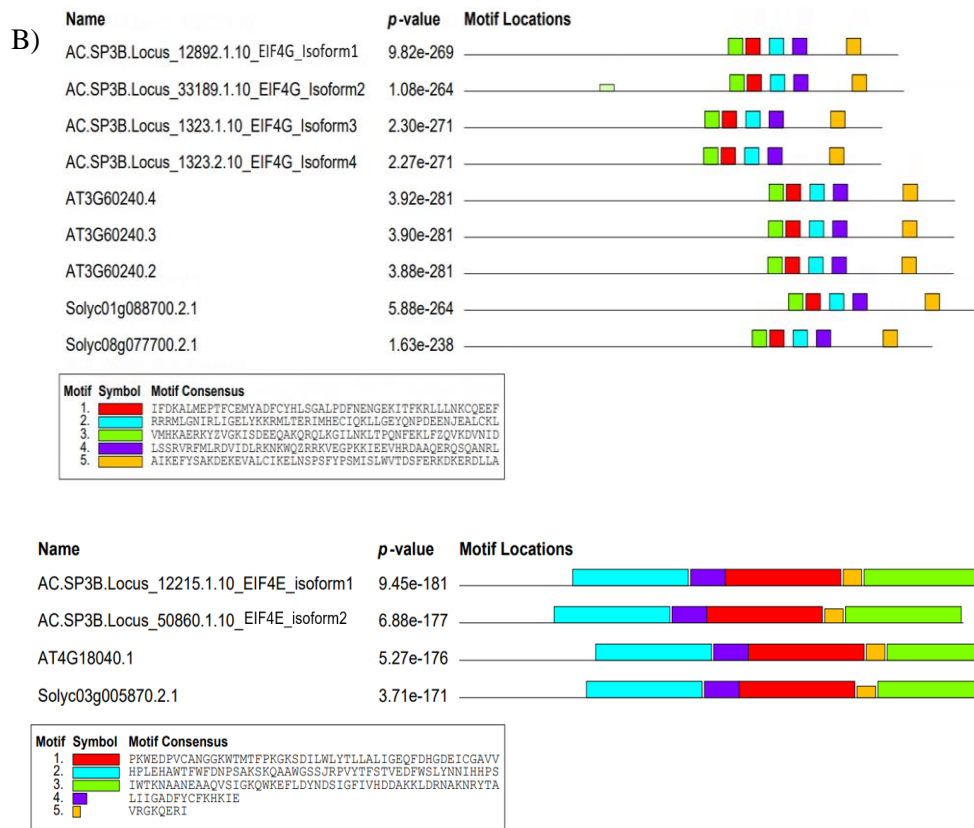 B)
Name p-value Motif Locations
AC.SP3B.Locus_12892.1.10_EIF4G_Isoform1 9.82e-269
AC.SP3B.Locus_33189.1.10_EIF4G_Isoform2 1.08e-264
AC.SP3B.Locus_1323.1.10_EIF4G_Isoform3 2.30e-271
AC.SP3B.Locus_1323.2.10_EIF4G_Isoform4 2.27e-271
AT3G60240.4 3.92e-281
AT3G60240.3 3.90e-281
AT3G60240.2 3.88e-281
Solyc01g088700.2.1 5.88e-264
Solyc08g077700.2.1 1.63e-238
Motif Symbol Motif Consensus
1. IFDKALMEPTFCEMYADFCYHLSGALPDFNENGEKITFKRLLLNKCQEEF
2. RRRMLGNIRLIGELYKKRMLTERIMHECIQKLLGEYQNPDEENJEALCKL
3. VMHKAERKYZVGKISDEEQAKQRQLKGILNKLTPQNFEKLFZQVKDVNID
4. LSSRVRFMLRDVIDLRKNKWQZRRKVEGPKKIEEVHRDAAQERQSQANRL
5. AIKEFYSAKDEKEVALCIKELNSPSFYPSMISLWVTDSFERKDKERDLLA
Name p-value Motif Locations
AC.SP3B.Locus_12215.1.10_EIF4E_isoform1 9.45e-181
AC.SP3B.Locus_50860.1.10_EIF4E_isoform2 6.88e-177
AT4G18040.1 5.27e-176
Solyc03g005870.2.1 3.71e-171
Motif Symbol Motif Consensus
1. PKWEDPVCANGGKWTMTFPKGKSDILWLYTLLALIGEQFDHGDEICGAVV
2. HPLEHAWTFWFDNPSAKSKQAAWGSSJRPVYTFSTVEDFWSLYNNIHHPS
3. IWTKNAANEAAQVSIGKQWKEFLDYNDSIGFIVHDDAKKLDRNAKNRYTA
4. LIIGADFYCFKHKIE
5. VRGKQERI